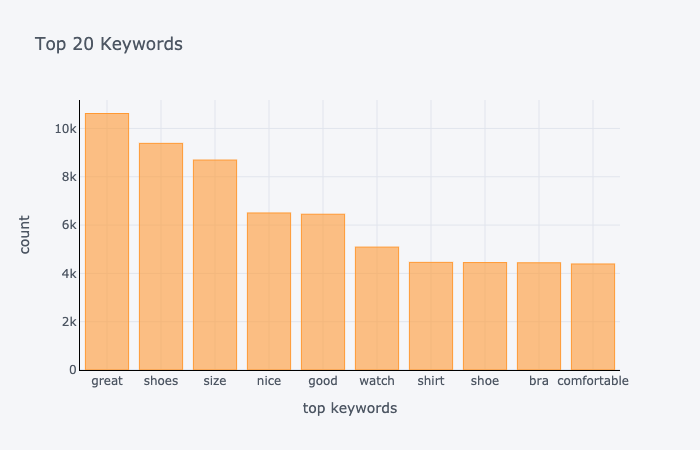 Top 20 Keywords
count
10k
8k
6k
4k
2k
0
great shoes size nice good watch shirt shoe bra comfortable
top keywords